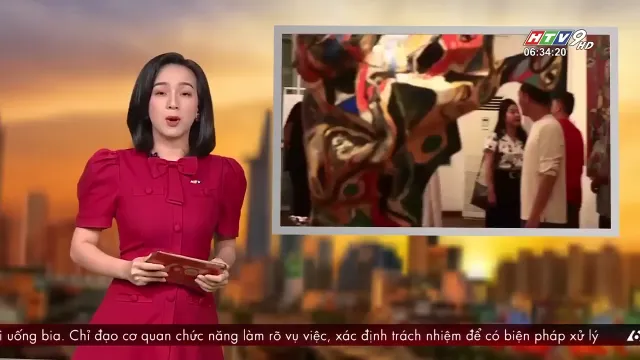 HTV9 HD
06:34:20
i uống bia. Chỉ đạo cơ quan chức năng làm rõ vụ việc, xác định trách nhiệm để có biện pháp xử lý